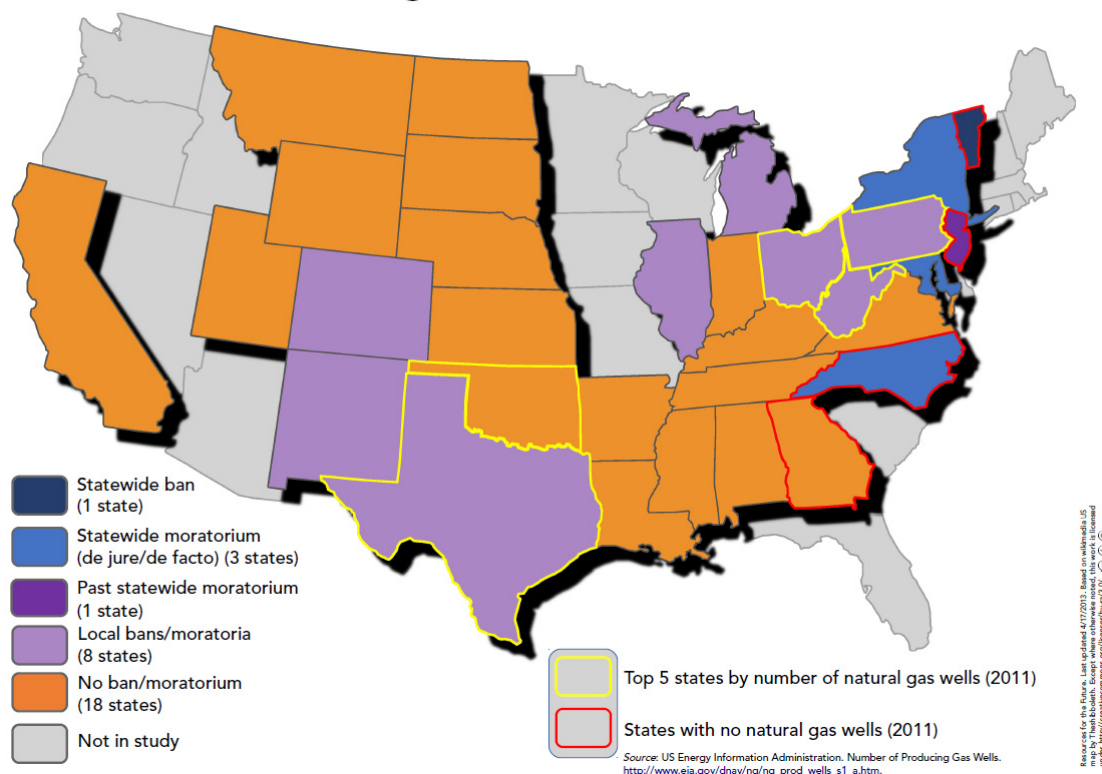 Statewide ban
(1 state)
Statewide moratorium
(de jure/de facto) (3 states)
Past statewide moratorium
(1 state)
Local bans/moratoria
(8 states)
No ban/moratorium
(18 states)
Not in study
Top 5 states by number of natural gas wells (2011)
States with no natural gas wells (2011)
Source: US Energy Information Administration. Number of Producing Gas Wells.
http://www.eia.gov/dnav/ng/ng_prod_wells_s1_a.htm.
Resources for the Future. Last updated 4/17/2013. Based on wikimedia US
map by Theshibboleth. Except where otherwise noted, this work is licensed